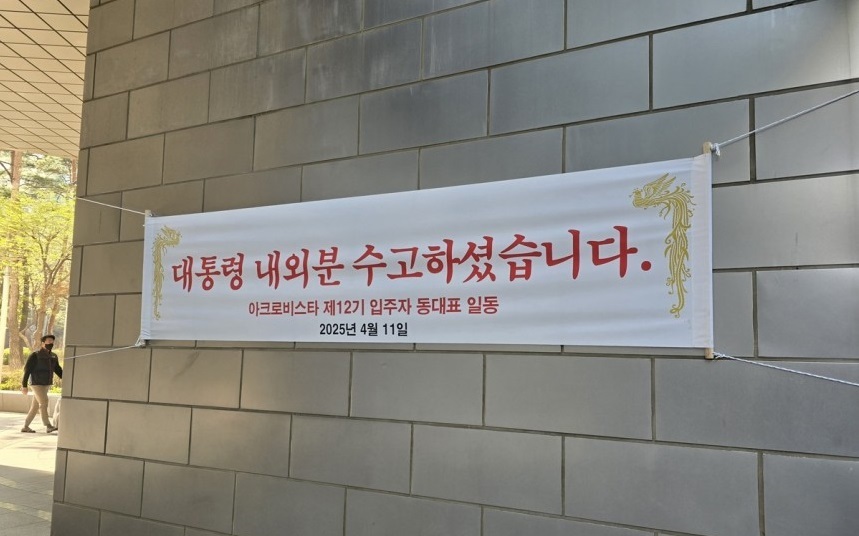 대통령 내외분 수고하셨습니다.
아크로비스타 제12기 입주자 동대표 일동
2025년 4월 11일